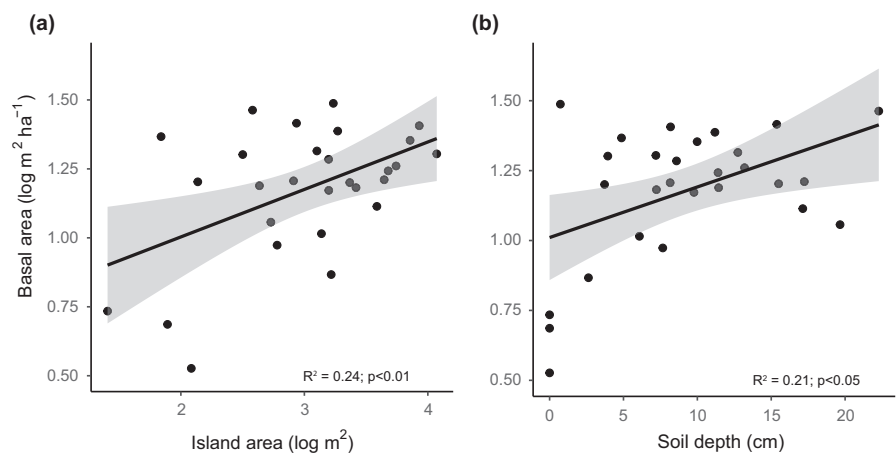 (a)
Basal area (log m² ha⁻¹)
1.50
1.25
1.00
0.75
0.50
R² = 0.24; p<0.01
2 3 4
Island area (log m²)
(b)
1.50
1.25
1.00
0.75
0.50
R² = 0.21; p<0.05
0 5 10 15 20
Soil depth (cm)